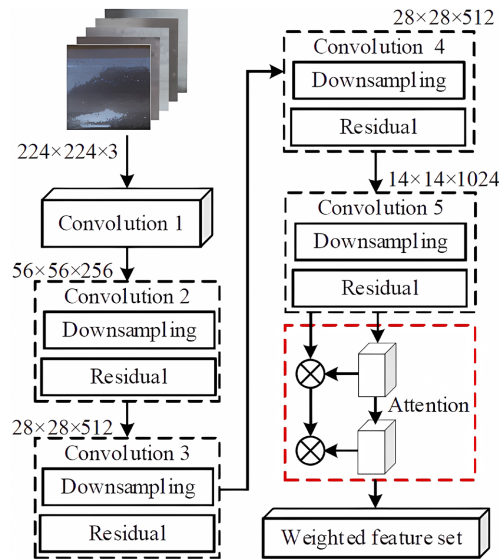 224×224×3
Convolution 1
56×56×256
Convolution 2
Downsampling
Residual
28×28×512
Convolution 3
Downsampling
Residual
28×28×512
Convolution 4
Downsampling
Residual
14×14×1024
Convolution 5
Downsampling
Residual
Attention
Weighted feature set